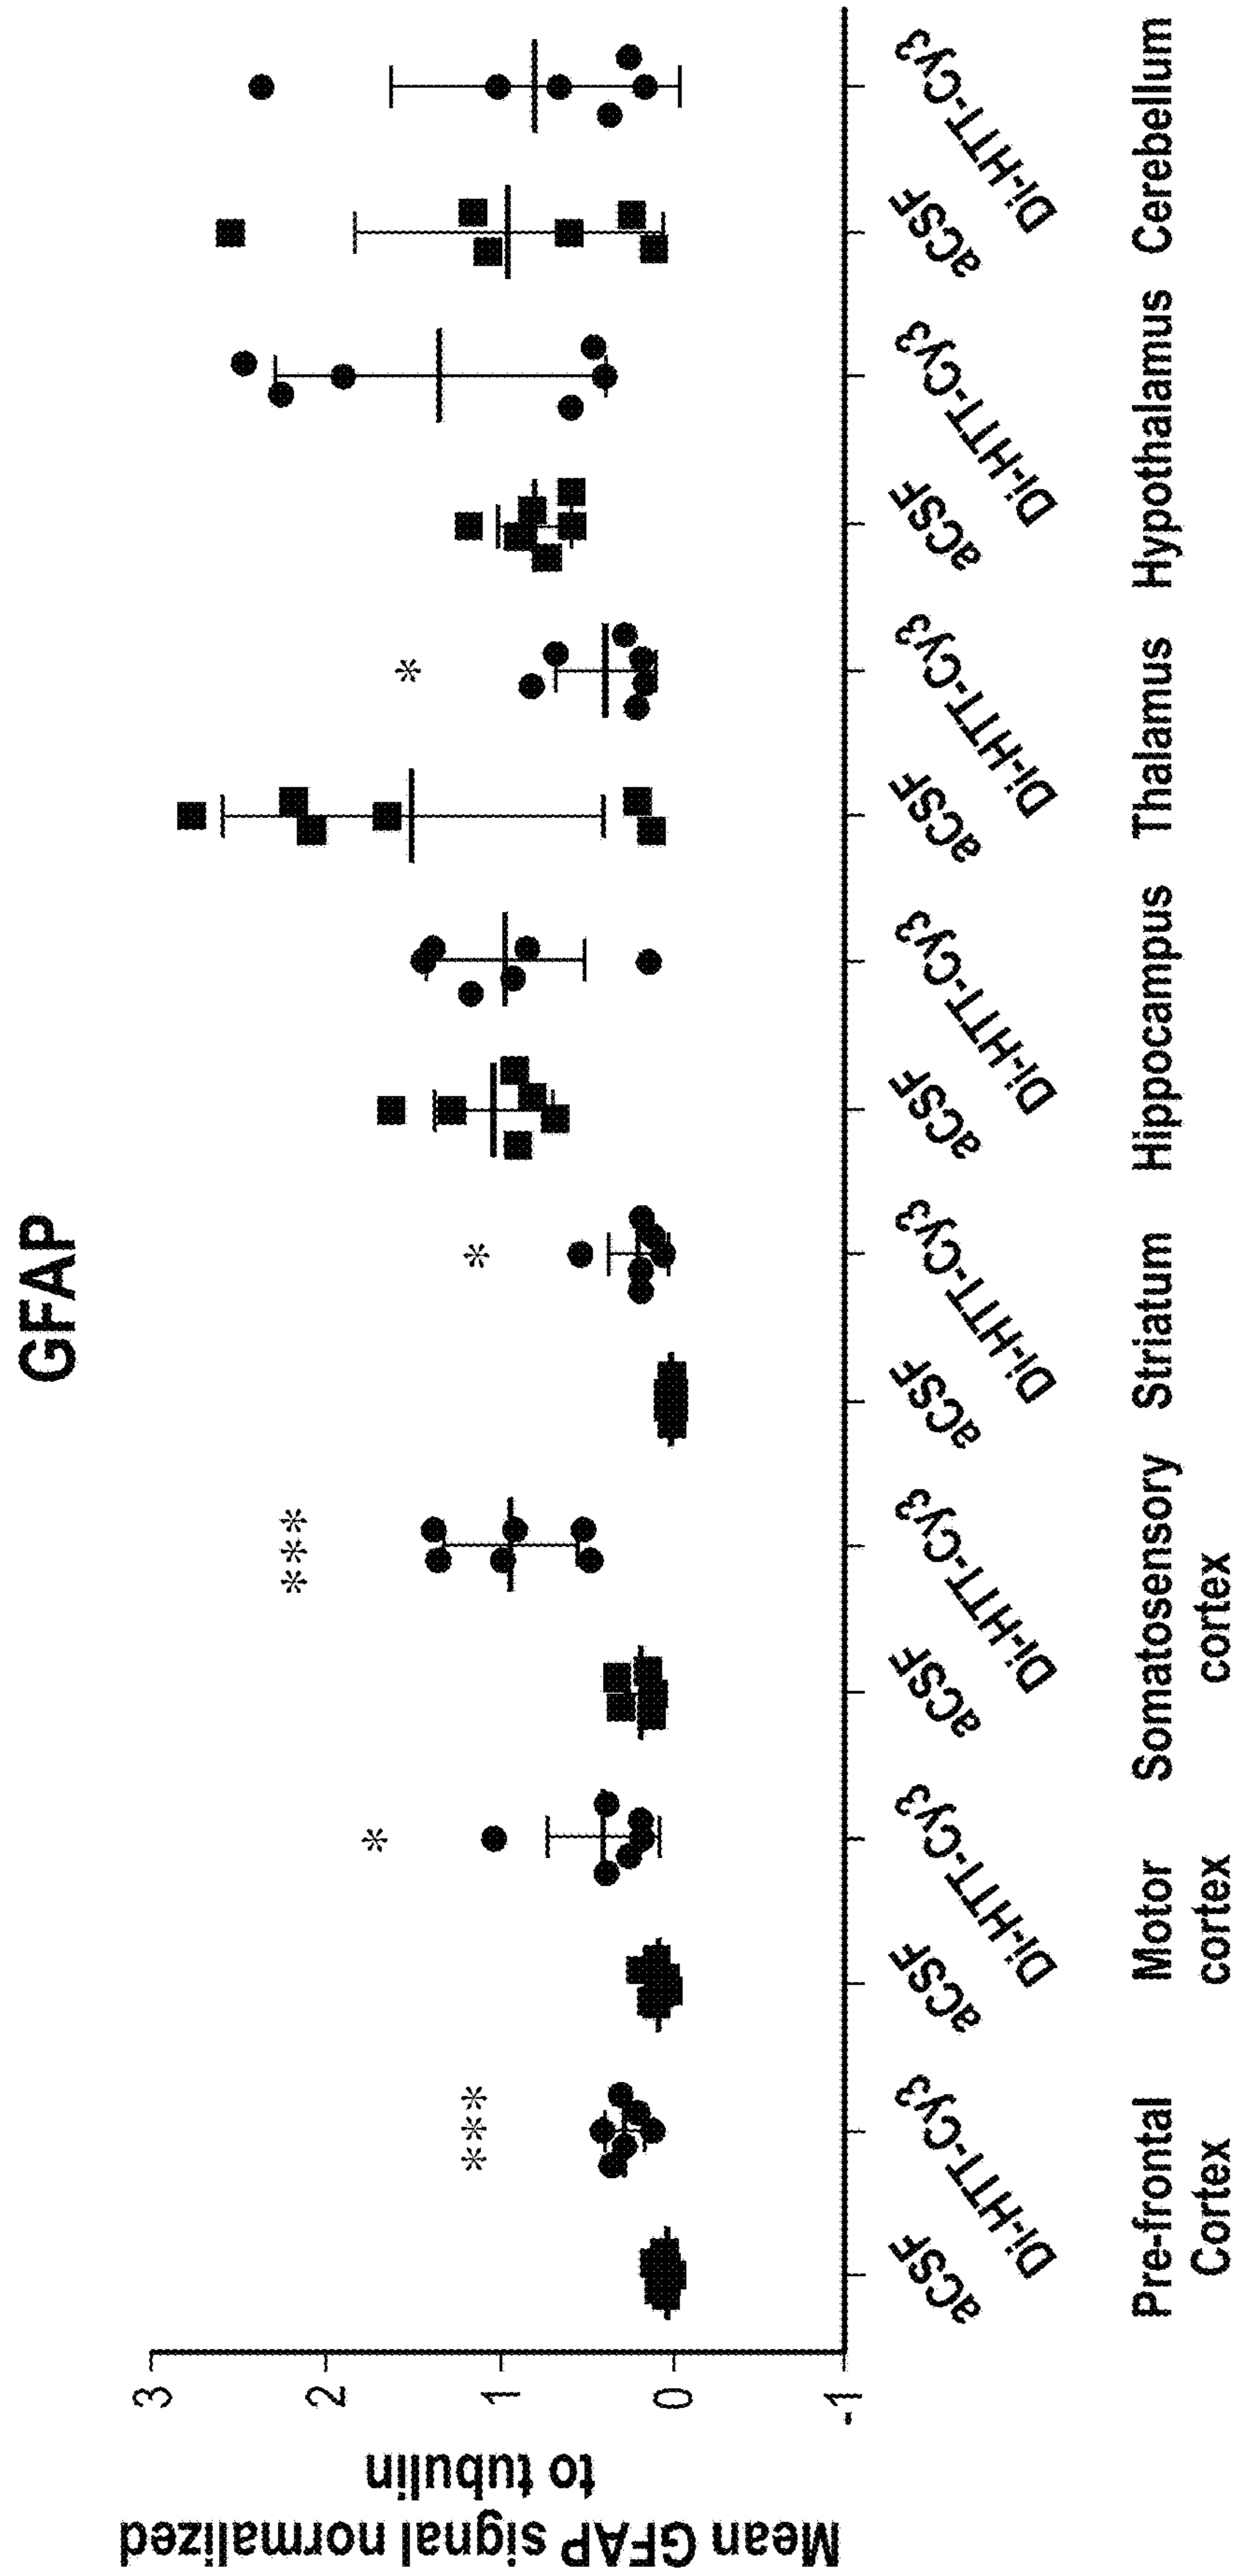 GFAP
Mean GFAP signal normalized
to tubulin
3
2
1
0
-1
***
*
***
*
*
aCSF
Di-HTT-Cy3
aCSF
Di-HTT-Cy3
aCSF
Di-HTT-Cy3
aCSF
Di-HTT-Cy3
aCSF
Di-HTT-Cy3
aCSF
Di-HTT-Cy3
aCSF
Di-HTT-Cy3
aCSF
Di-HTT-Cy3
Pre-frontal
Cortex
Motor
cortex
Somatosensory
cortex
Striatum
Hippocampus
Thalamus
Hypothalamus
Cerebellum